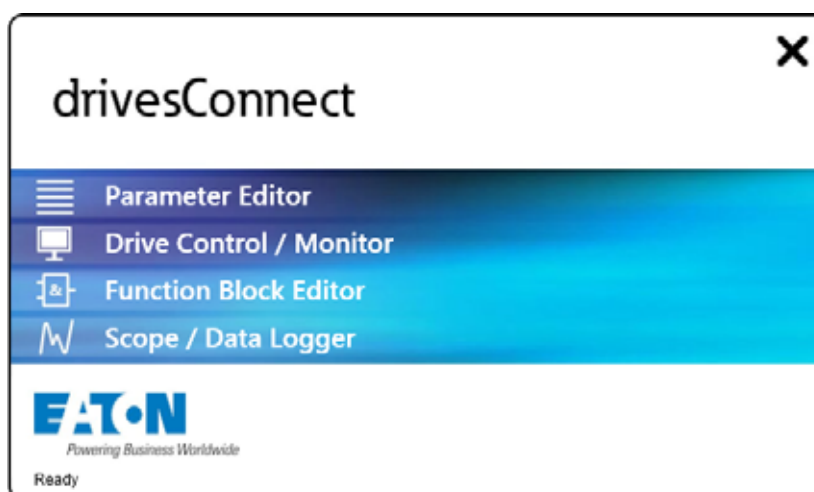 drivesConnect
Parameter Editor
Drive Control / Monitor
&
Function Block Editor
Scope / Data Logger
EATON
Powering Business Worldwide
Ready